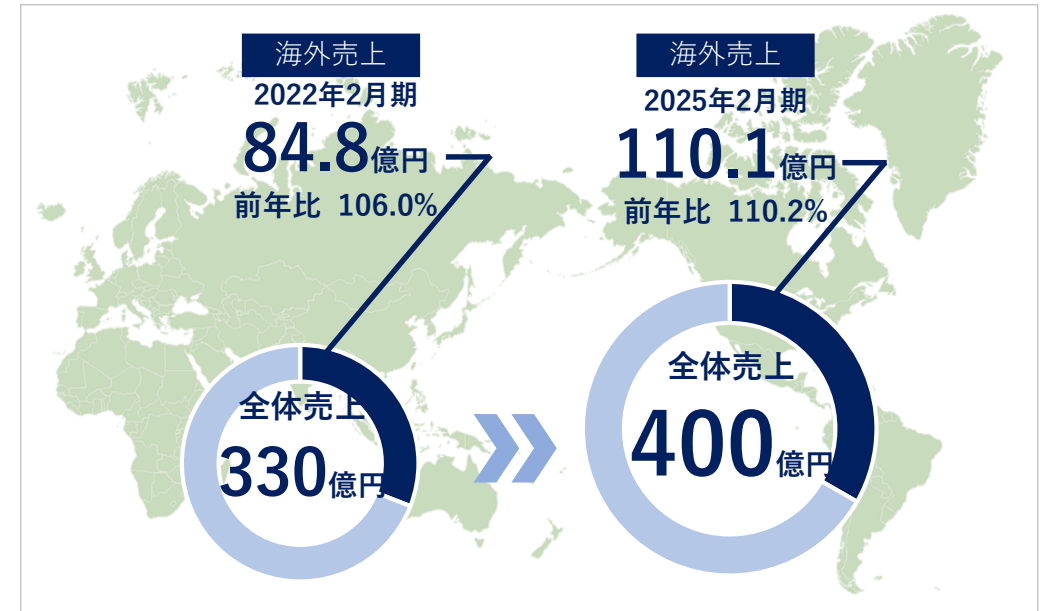 海外売上
2022年2月期
84.8億円
前年比 106.0%
全体売上
330億円
海外売上
2025年2月期
110.1億円
前年比 110.2%
全体売上
400億円